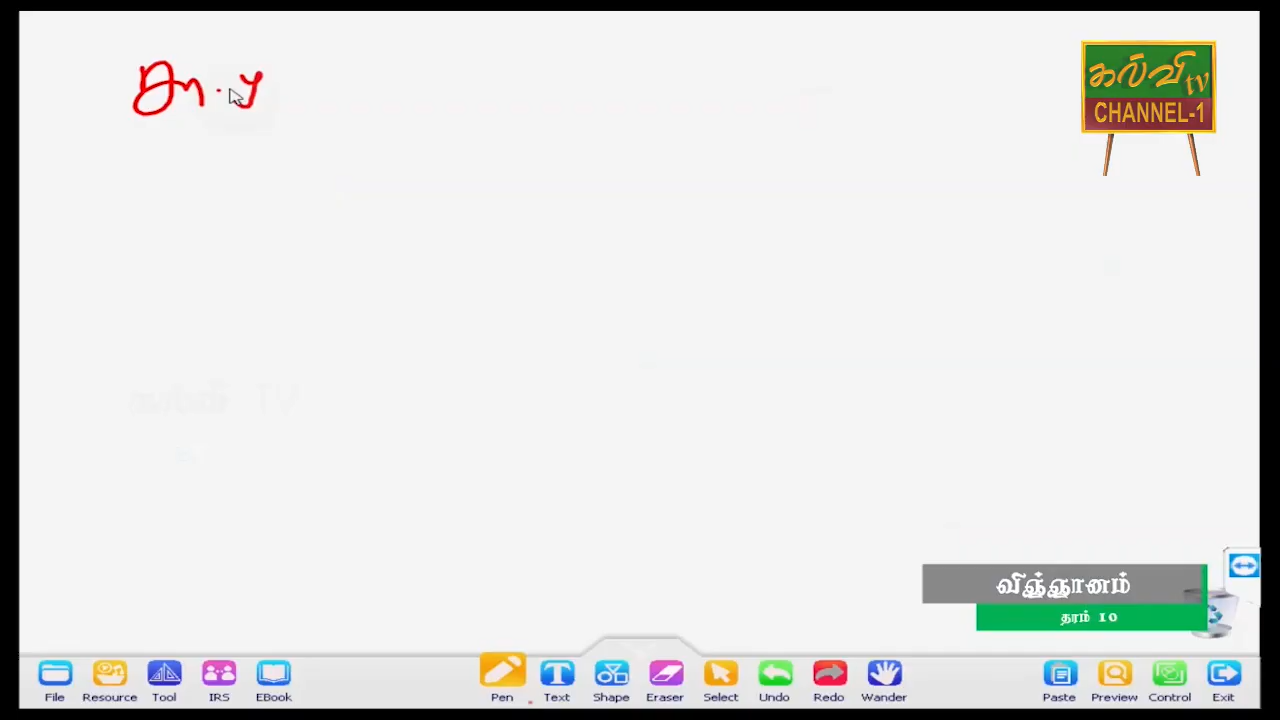 சா.பு
கல்வி tv
CHANNEL-1
விஞ்ஞானம்
தரம் 10
File Resource Tool IRS EBook Pen Text Shape Eraser Select Undo Redo Wander Paste Preview Control Exit